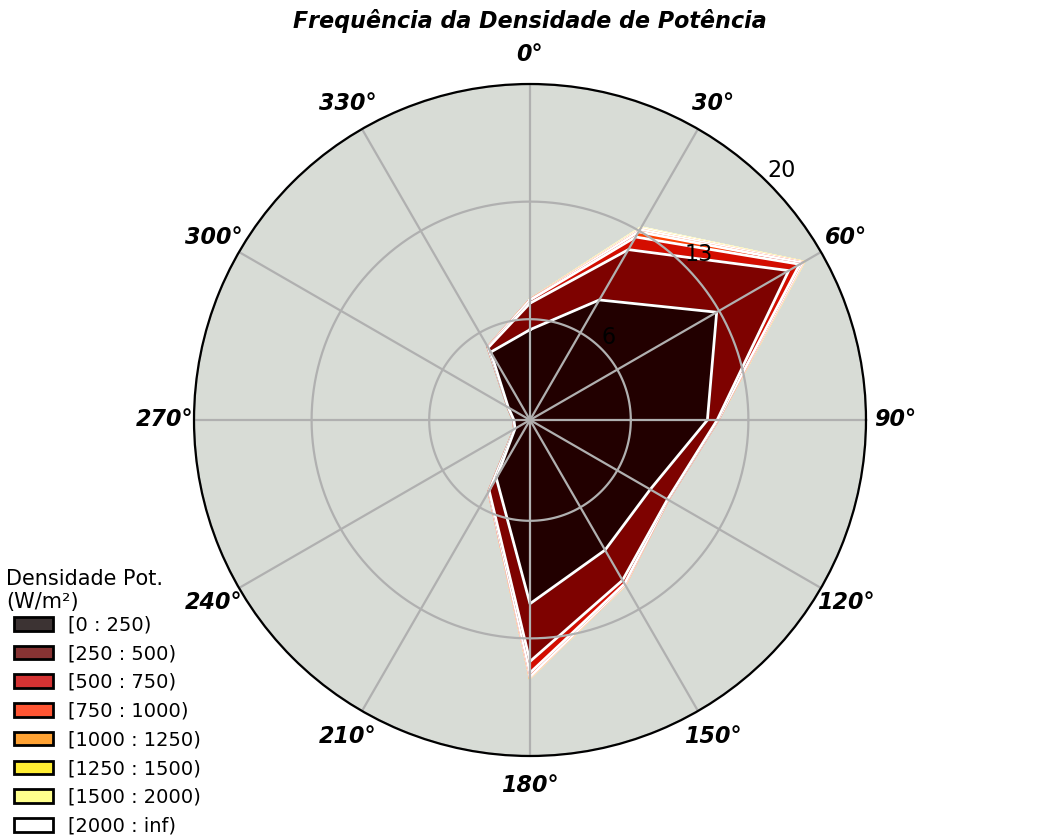 Frequência da Densidade de Potência
0°
30°
60°
90°
120°
150°
180°
210°
240°
270°
300°
330°
6
13
20
Densidade Pot.
(W/m²)
[0 : 250)
[250 : 500)
[500 : 750)
[750 : 1000)
[1000 : 1250)
[1250 : 1500)
[1500 : 2000)
[2000 : inf)